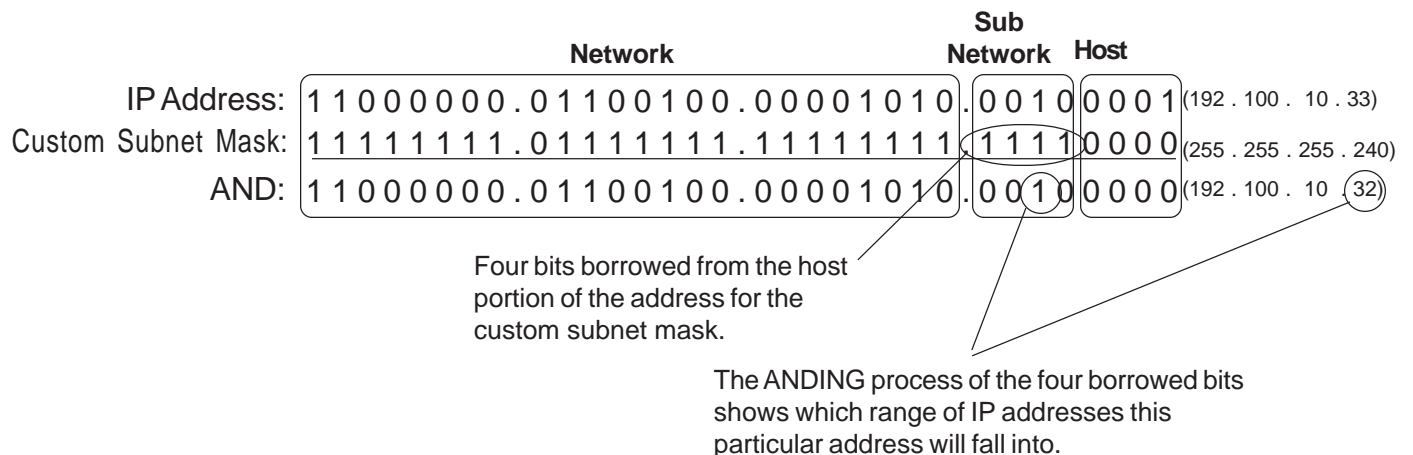 Sub
Network Network Host
IP Address: 11000000.01100100.00001010.00100001 (192 . 100 . 10 . 33)
Custom Subnet Mask: 11111111.01111111.11111111.11110000 (255 . 255 . 255 . 240)
AND: 11000000.01100100.00001010.00100000 (192 . 100 . 10 . 32)
Four bits borrowed from the host
portion of the address for the
custom subnet mask.
The ANDING process of the four borrowed bits
shows which range of IP addresses this
particular address will fall into.